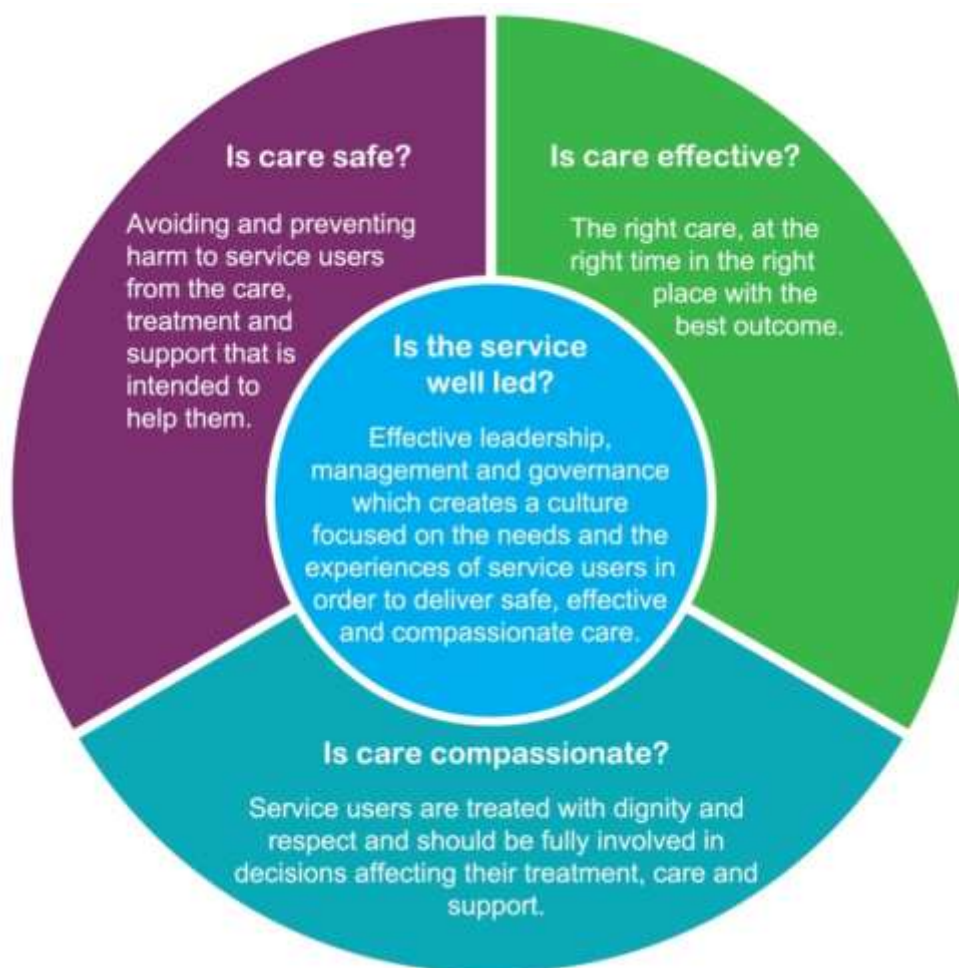 Is care safe?
Avoiding and preventing
harm to service users
from the care,
treatment and
support that is
intended to
help them.
Is care effective?
The right care, at the
right time in the right
place with the
best outcome.
Is the service
well led?
Effective leadership,
management and governance
which creates a culture
focused on the needs and the
experiences of service users in
order to deliver safe, effective
and compassionate care.
Is care compassionate?
Service users are treated with dignity and
respect and should be fully involved in
decisions affecting their treatment, care and
support.